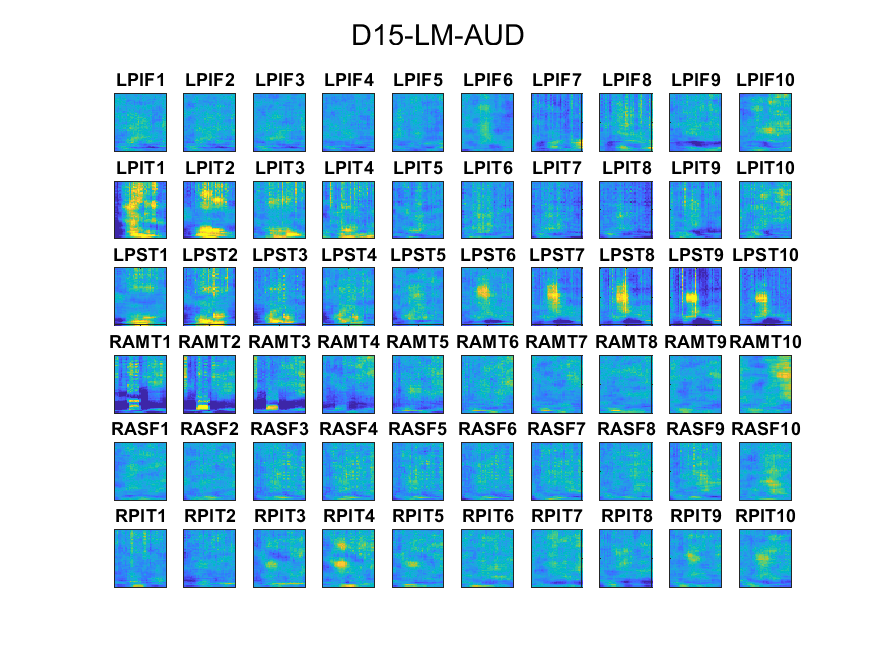 D15-LM-AUD
LPIF1 LPIF2 LPIF3 LPIF4 LPIF5 LPIF6 LPIF7 LPIF8 LPIF9 LPIF10
LPIT1 LPIT2 LPIT3 LPIT4 LPIT5 LPIT6 LPIT7 LPIT8 LPIT9 LPIT10
LPST1 LPST2 LPST3 LPST4 LPST5 LPST6 LPST7 LPST8 LPST9 LPST10
RAMT1 RAMT2 RAMT3 RAMT4 RAMT5 RAMT6 RAMT7 RAMT8 RAMT9 RAMT10
RASF1 RASF2 RASF3 RASF4 RASF5 RASF6 RASF7 RASF8 RASF9 RASF10
RPIT1 RPIT2 RPIT3 RPIT4 RPIT5 RPIT6 RPIT7 RPIT8 RPIT9 RPIT10